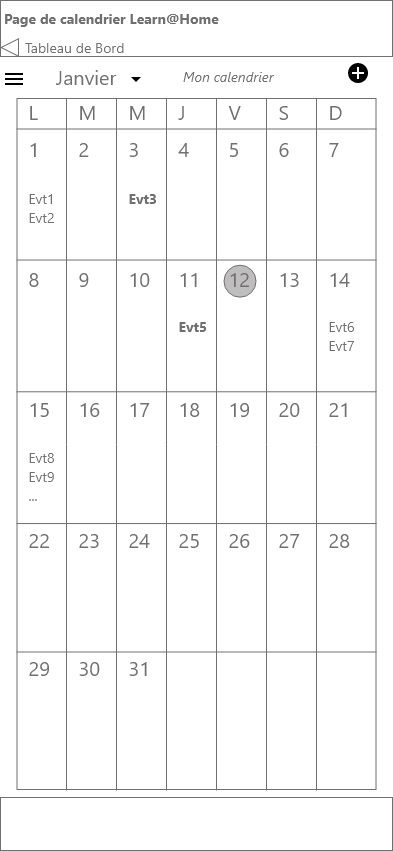 Page de calendrier Learn@Home
Tableau de Bord
Janvier Mon calendrier
L M M J V S D
1 2 3 4 5 6 7
Evt1 Evt3
Evt2
8 9 10 11 12 13 14
Evt5 Evt6
Evt7
15 16 17 18 19 20 21
Evt8
Evt9
...
22 23 24 25 26 27 28
29 30 31